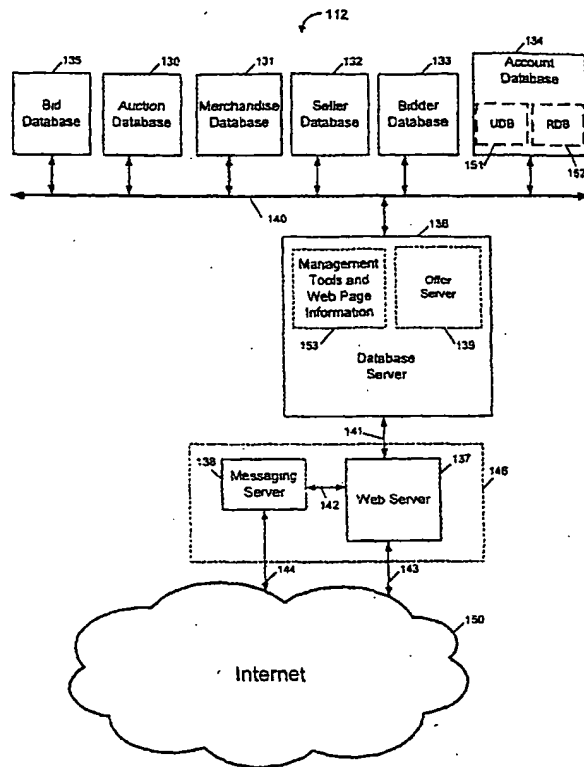 112
135
130
131
132
133
134
Bid
Database
Auction
Database
Merchandise
Database
Seller
Database
Bidder
Database
Account
Database
UDB
RDB
151
152
140
136
Management
Tools and
Web Page
Information
Offer
Server
153
139
Database
Server
141
138
137
146
Messaging
Server
142
Web Server
144
143
150
Internet